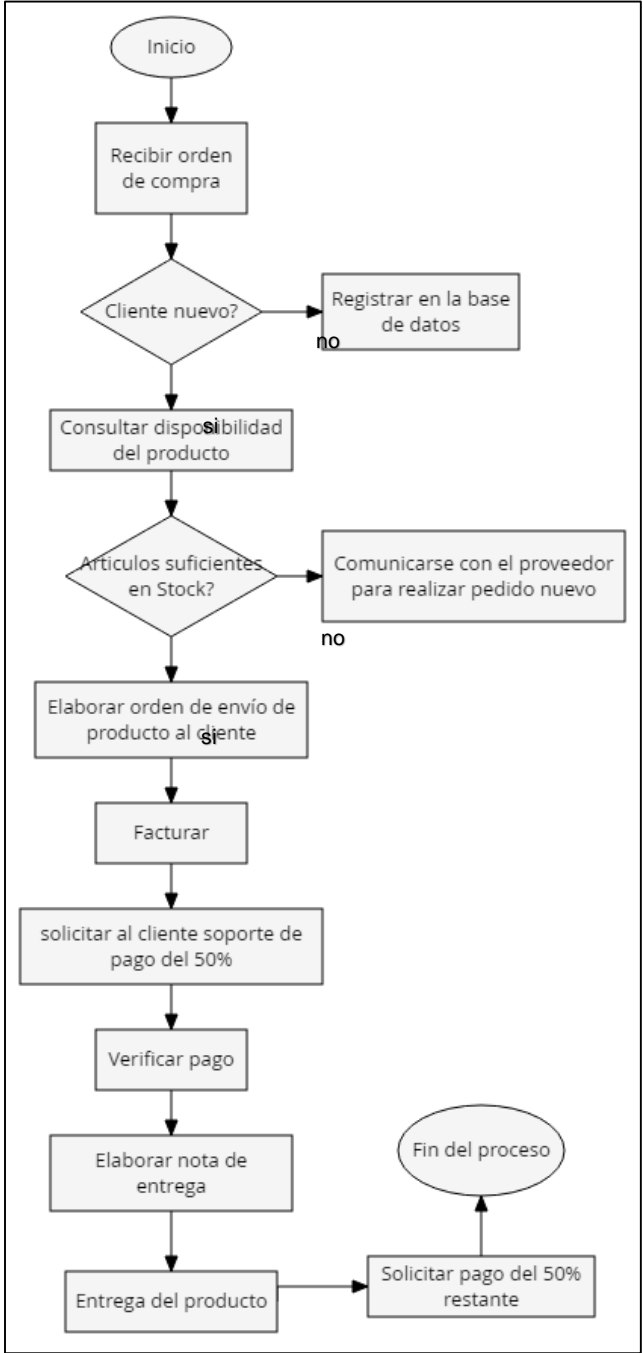 Inicio
Recibir orden
de compra
Cliente nuevo?
Registrar en la base
de datos
no
si
Consultar disponibilidad
del producto
Articulos suficientes
en Stock?
Comunicarse con el proveedor
para realizar pedido nuevo
no
Elaborar orden de envío de
producto al cliente
si
Facturar
solicitar al cliente soporte de
pago del 50%
Verificar pago
Elaborar nota de
entrega
Entrega del producto
Solicitar pago del 50%
restante
Fin del proceso